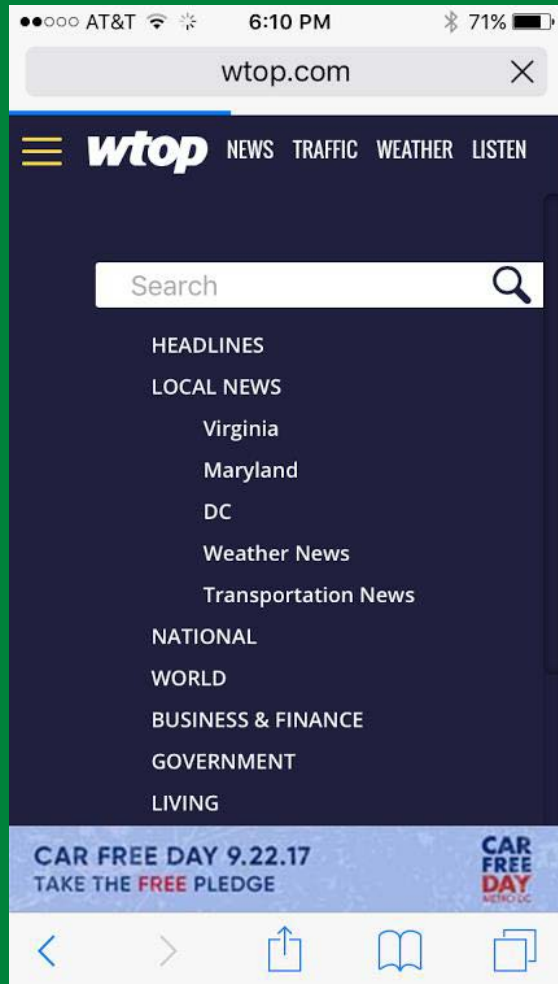 AT&T 6:10 PM 71%
wtop.com
wtop NEWS TRAFFIC WEATHER LISTEN
Search
HEADLINES
LOCAL NEWS
Virginia
Maryland
DC
Weather News
Transportation News
NATIONAL
WORLD
BUSINESS & FINANCE
GOVERNMENT
LIVING
CAR FREE DAY 9.22.17
TAKE THE FREE PLEDGE
CAR
FREE
DAY
METRO DC